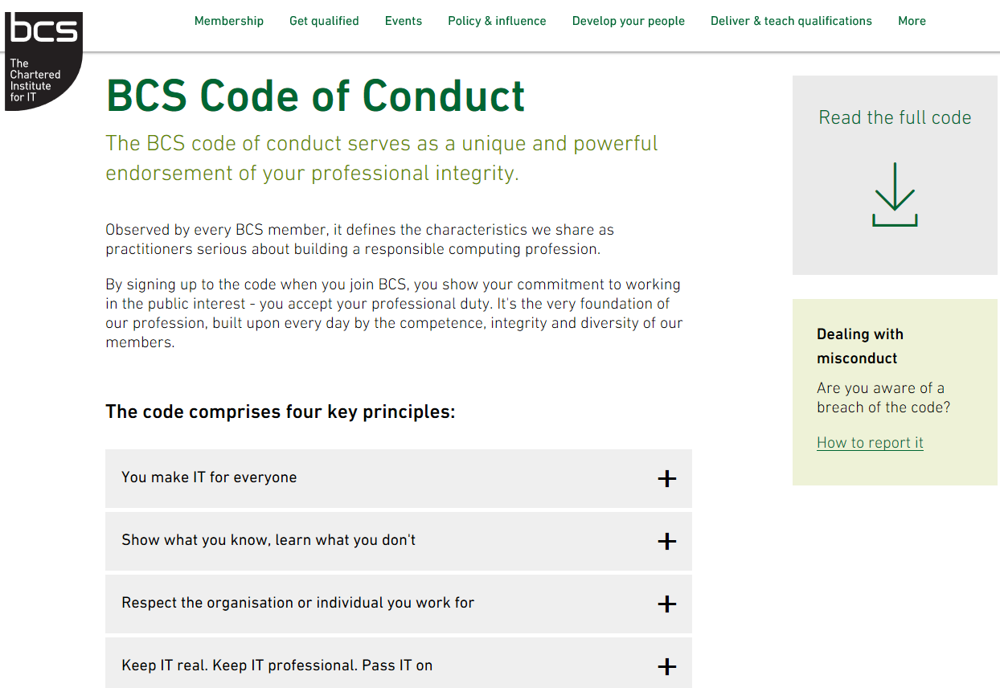 bcs
The
Chartered
Institute
for IT
Membership Get qualified Events Policy & influence Develop your people Deliver & teach qualifications More
BCS Code of Conduct
The BCS code of conduct serves as a unique and powerful
endorsement of your professional integrity.
Observed by every BCS member, it defines the characteristics we share as
practitioners serious about building a responsible computing profession.
By signing up to the code when you join BCS, you show your commitment to working
in the public interest - you accept your professional duty. It's the very foundation of
our profession, built upon every day by the competence, integrity and diversity of our
members.
The code comprises four key principles:
You make IT for everyone
Show what you know, learn what you don't
Respect the organisation or individual you work for
Keep IT real. Keep IT professional. Pass IT on
Read the full code
Dealing with
misconduct
Are you aware of a
breach of the code?
How to report it